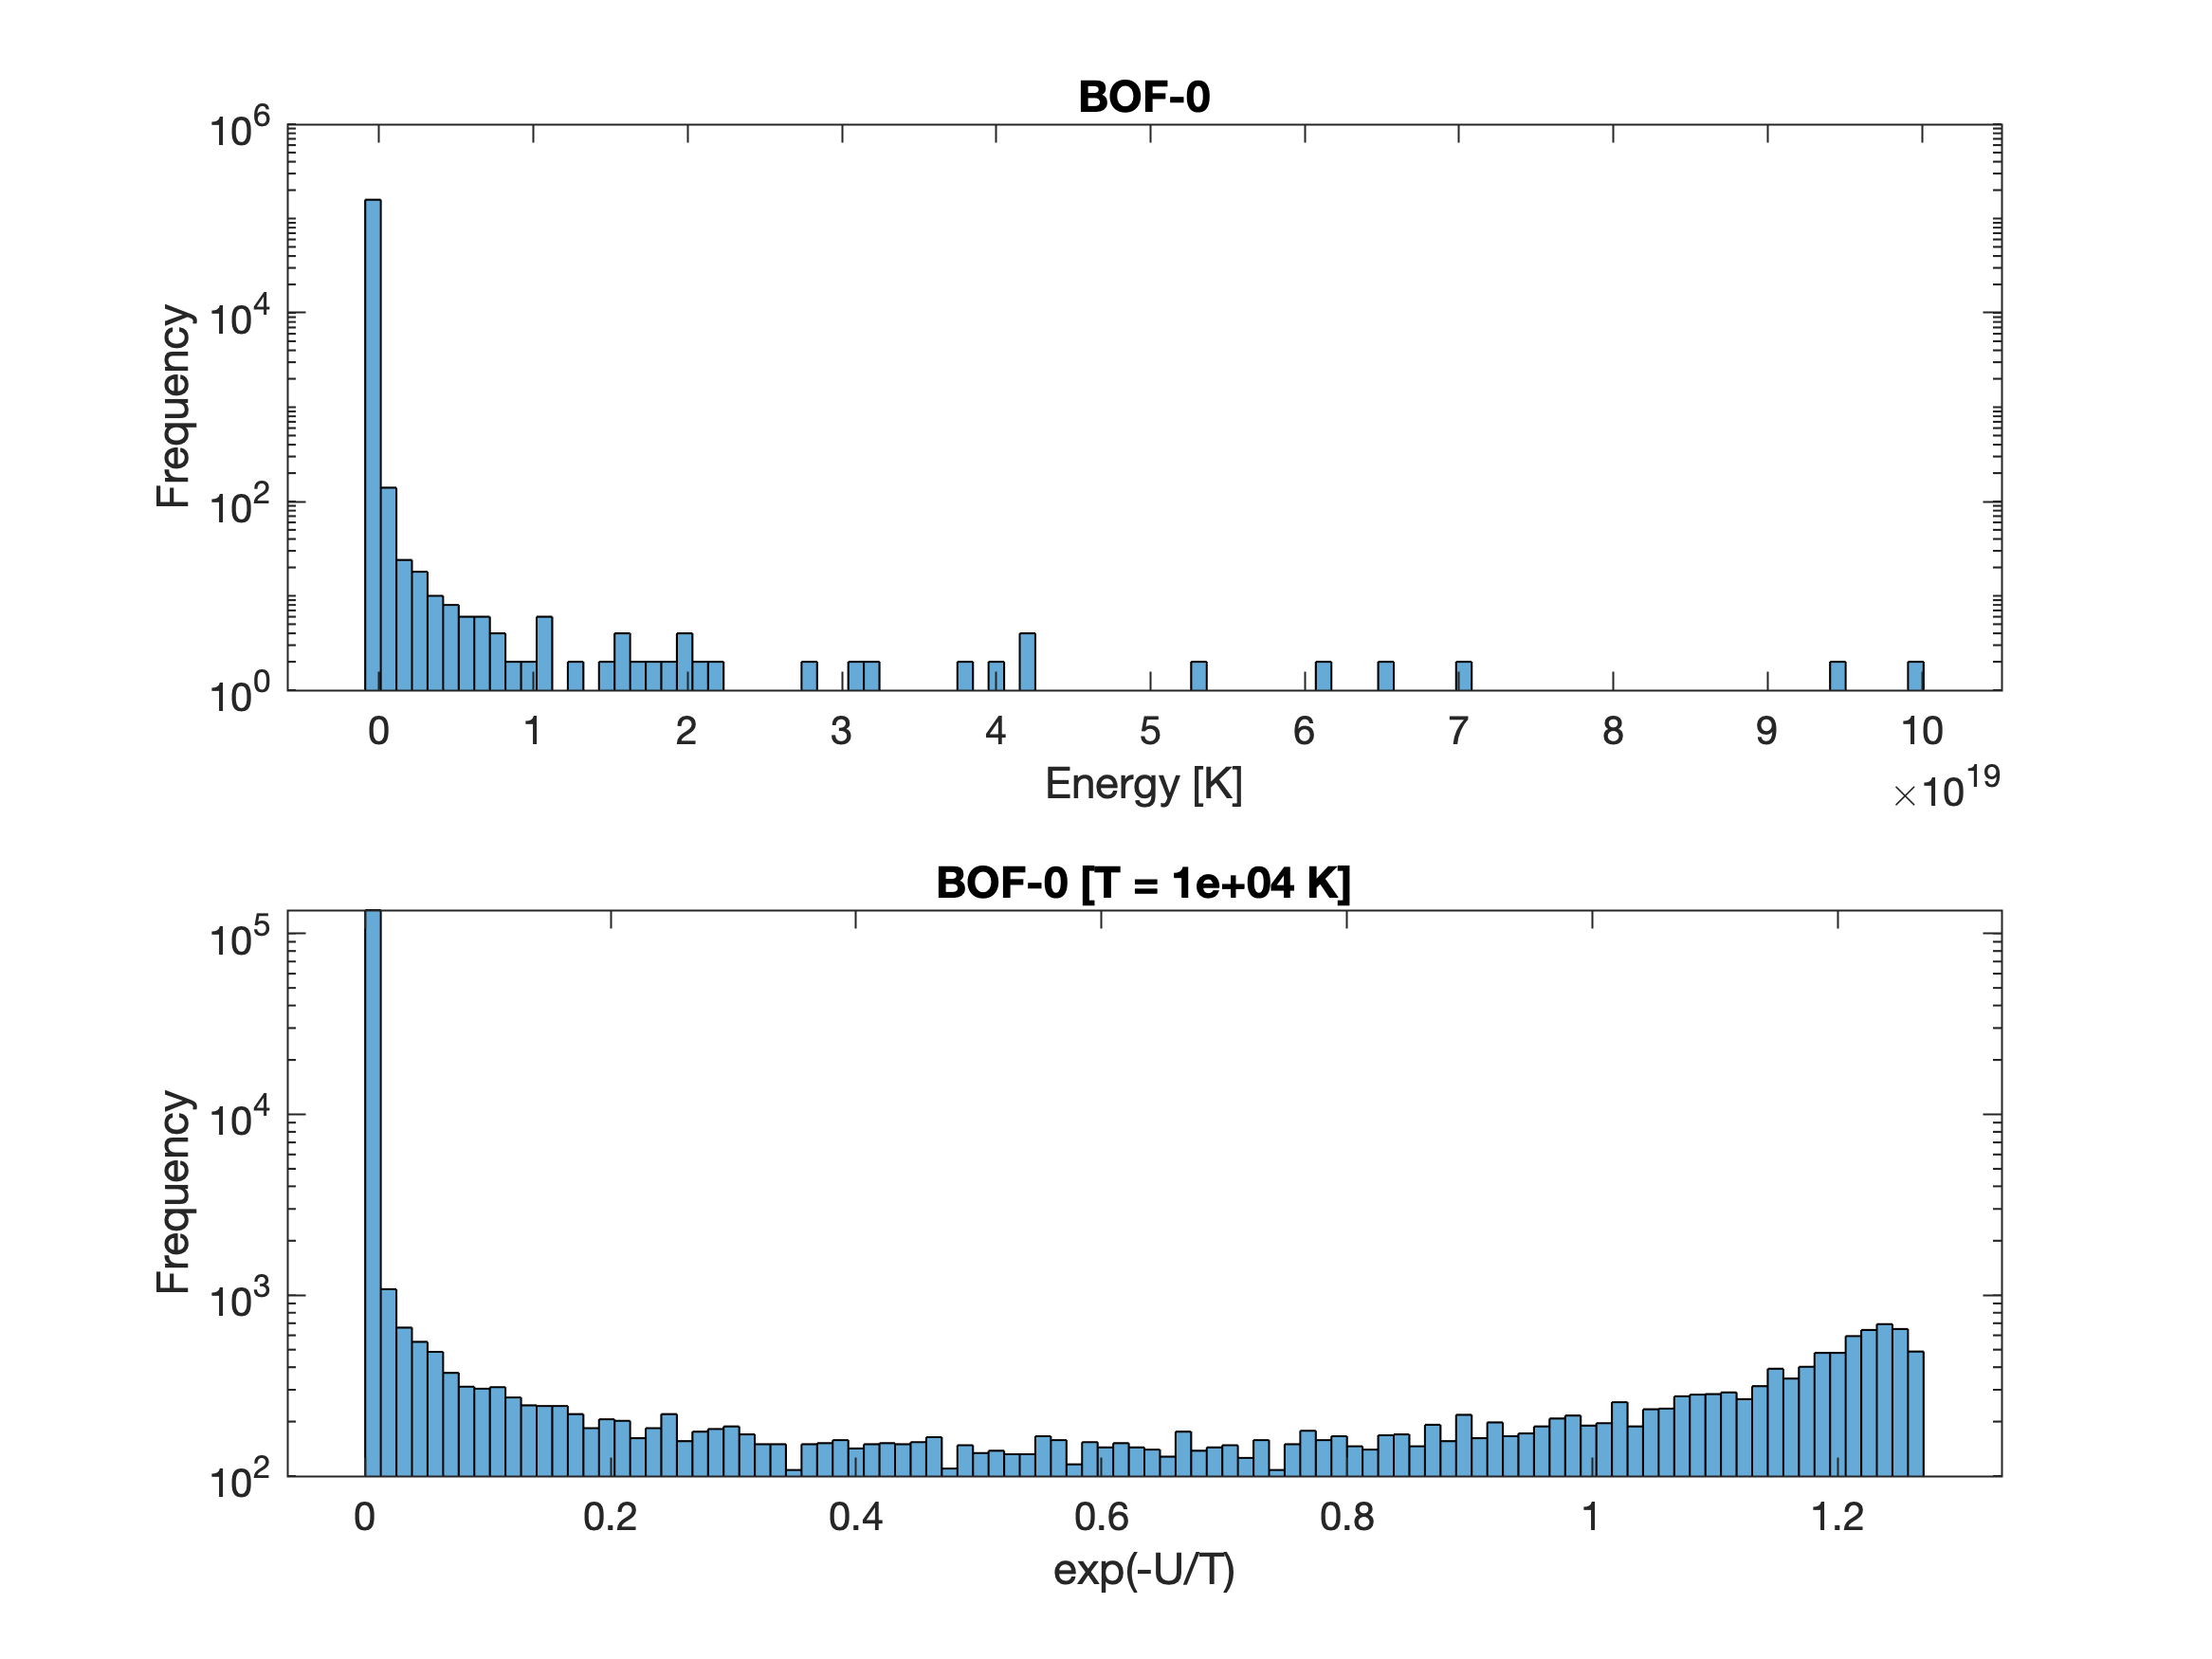 BOF-0
10^6
10^4
10^2
10^0
Frequency
0 1 2 3 4 5 6 7 8 9 10
Energy [K]
×10^19
BOF-0 [T = 1e+04 K]
10^5
10^4
10^3
10^2
Frequency
0 0.2 0.4 0.6 0.8 1 1.2
exp(-U/T)